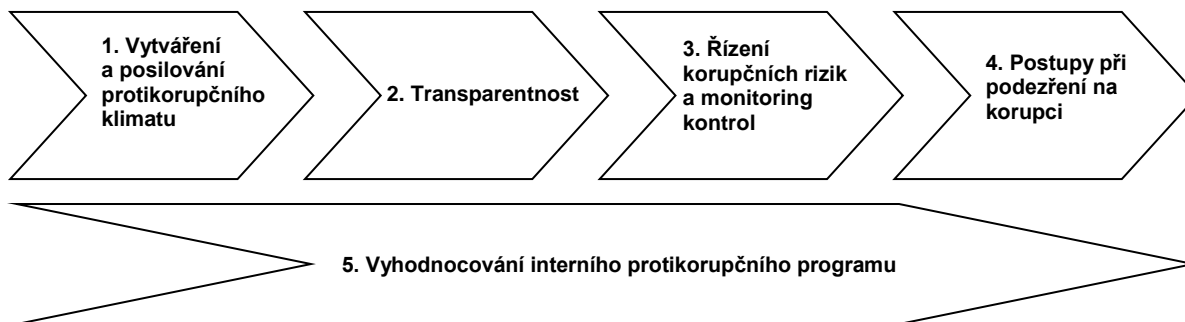 1. Vytváření
a posilování
protikorupčního
klimatu
2. Transparentnost
3. Řízení
korupčních rizik
a monitoring
kontrol
4. Postupy při
podezření na
korupci
5. Vyhodnocování interního protikorupčního programu